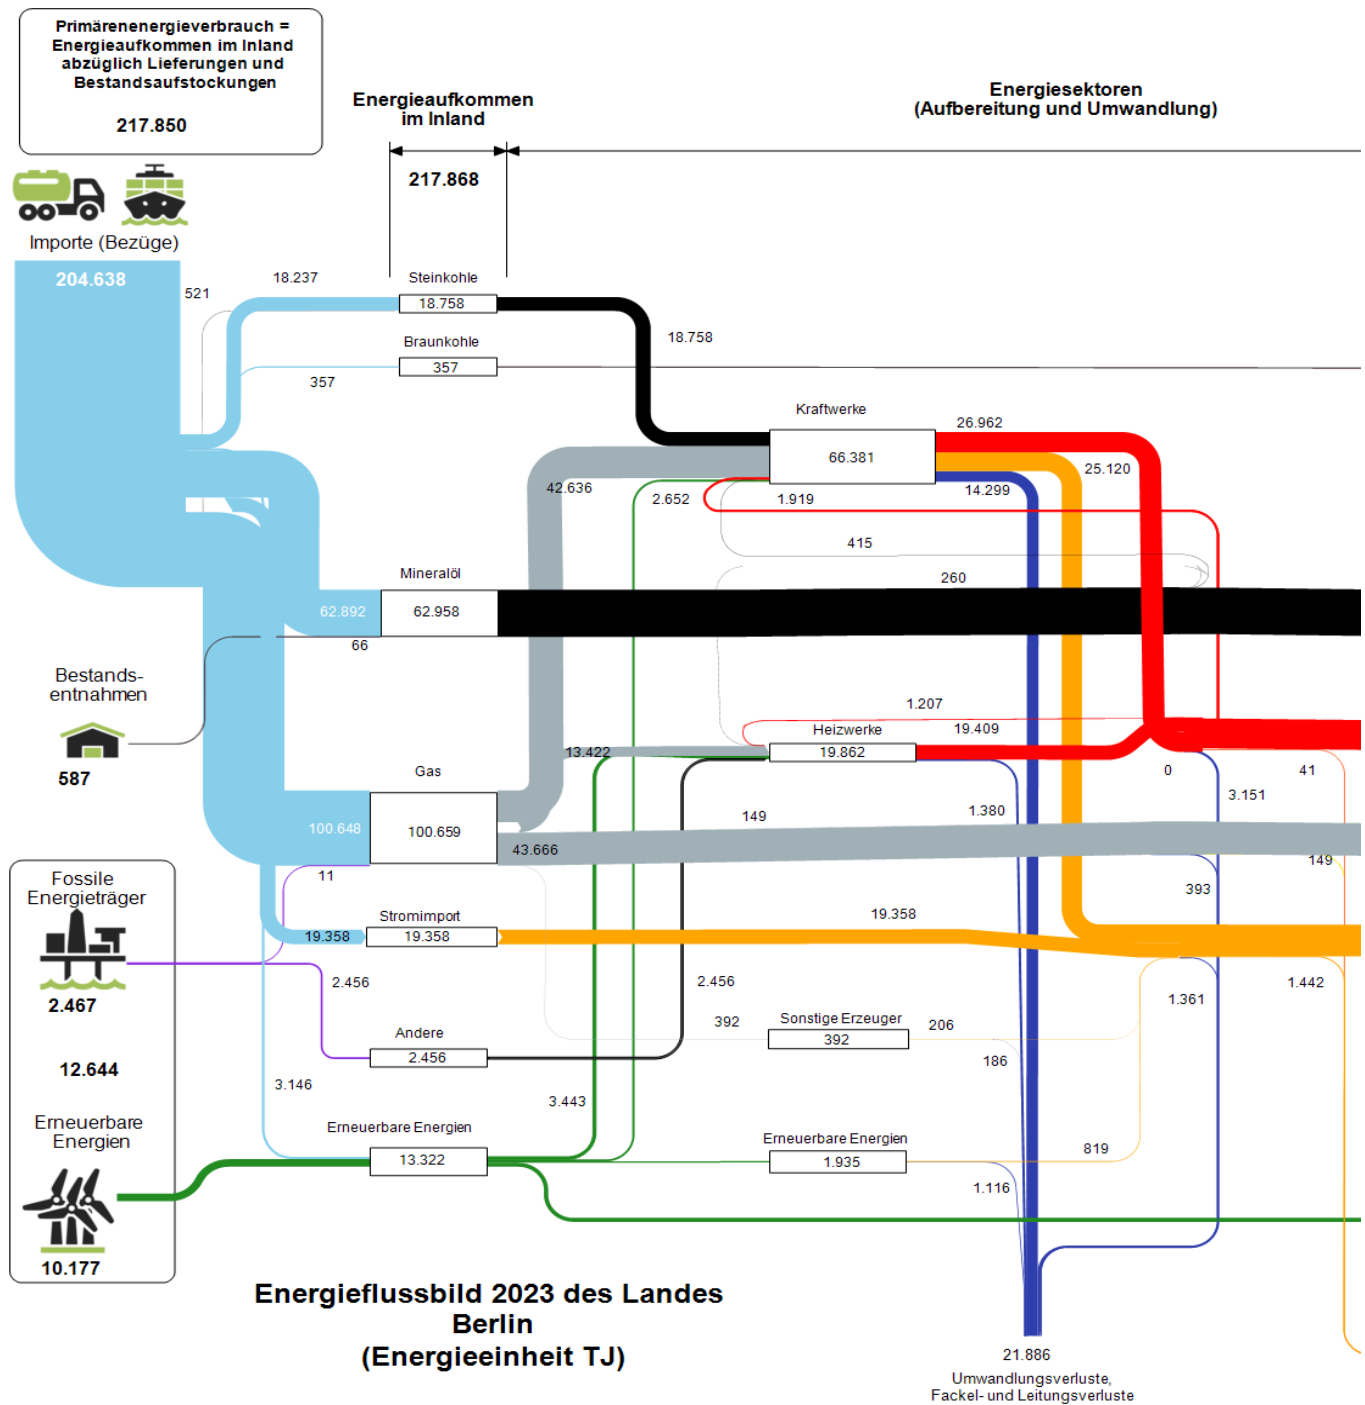 Primärenenergieverbrauch =
Energieaufkommen im Inland
abzüglich Lieferungen und
Bestandsaufstockungen
217.850
Energieaufkommen
im Inland
217.868
Energiesektoren
(Aufbereitung und Umwandlung)
Importe (Bezüge)
204.638
521
18.237
Steinkohle
18.758
18.758
Braunkohle
357
357
Kraftwerke
66.381
26.962
25.120
14.299
42.636
2.652
1.919
415
260
Mineralöl
62.892
62.958
66
Bestands-
entnahmen
587
1.207
Heizwerke
19.409
19.862
13.422
0
41
3.151
Gas
100.648
100.659
149
1.380
43.666
149
11
393
Fossile
Energieträger
2.467
Stromimport
19.358
19.358
19.358
2.456
2.456
1.442
1.361
Andere
2.456
392
Sonstige Erzeuger
392
206
186
12.644
3.146
3.443
Erneuerbare
Energien
10.177
Erneuerbare Energien
13.322
Erneuerbare Energien
1.935
819
1.116
Energieflussbild 2023 des Landes
Berlin
(Energieeinheit TJ)
21.886
Umwandlungsverluste,
Fackel- und Leitungsverluste